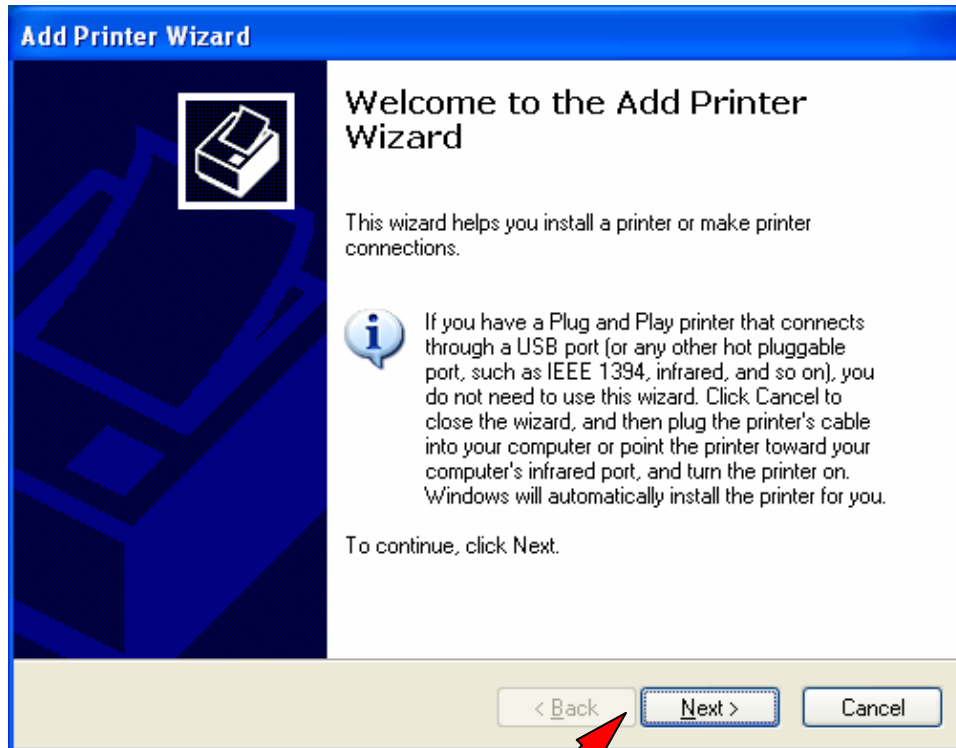 Add Printer Wizard
Welcome to the Add Printer
Wizard
This wizard helps you install a printer or make printer
connections.
If you have a Plug and Play printer that connects
through a USB port (or any other hot pluggable
port, such as IEEE 1394, infrared, and so on), you
do not need to use this wizard. Click Cancel to
close the wizard, and then plug the printer's cable
into your computer or point the printer toward your
computer's infrared port, and turn the printer on.
Windows will automatically install the printer for you.
To continue, click Next.
< Back Next > Cancel